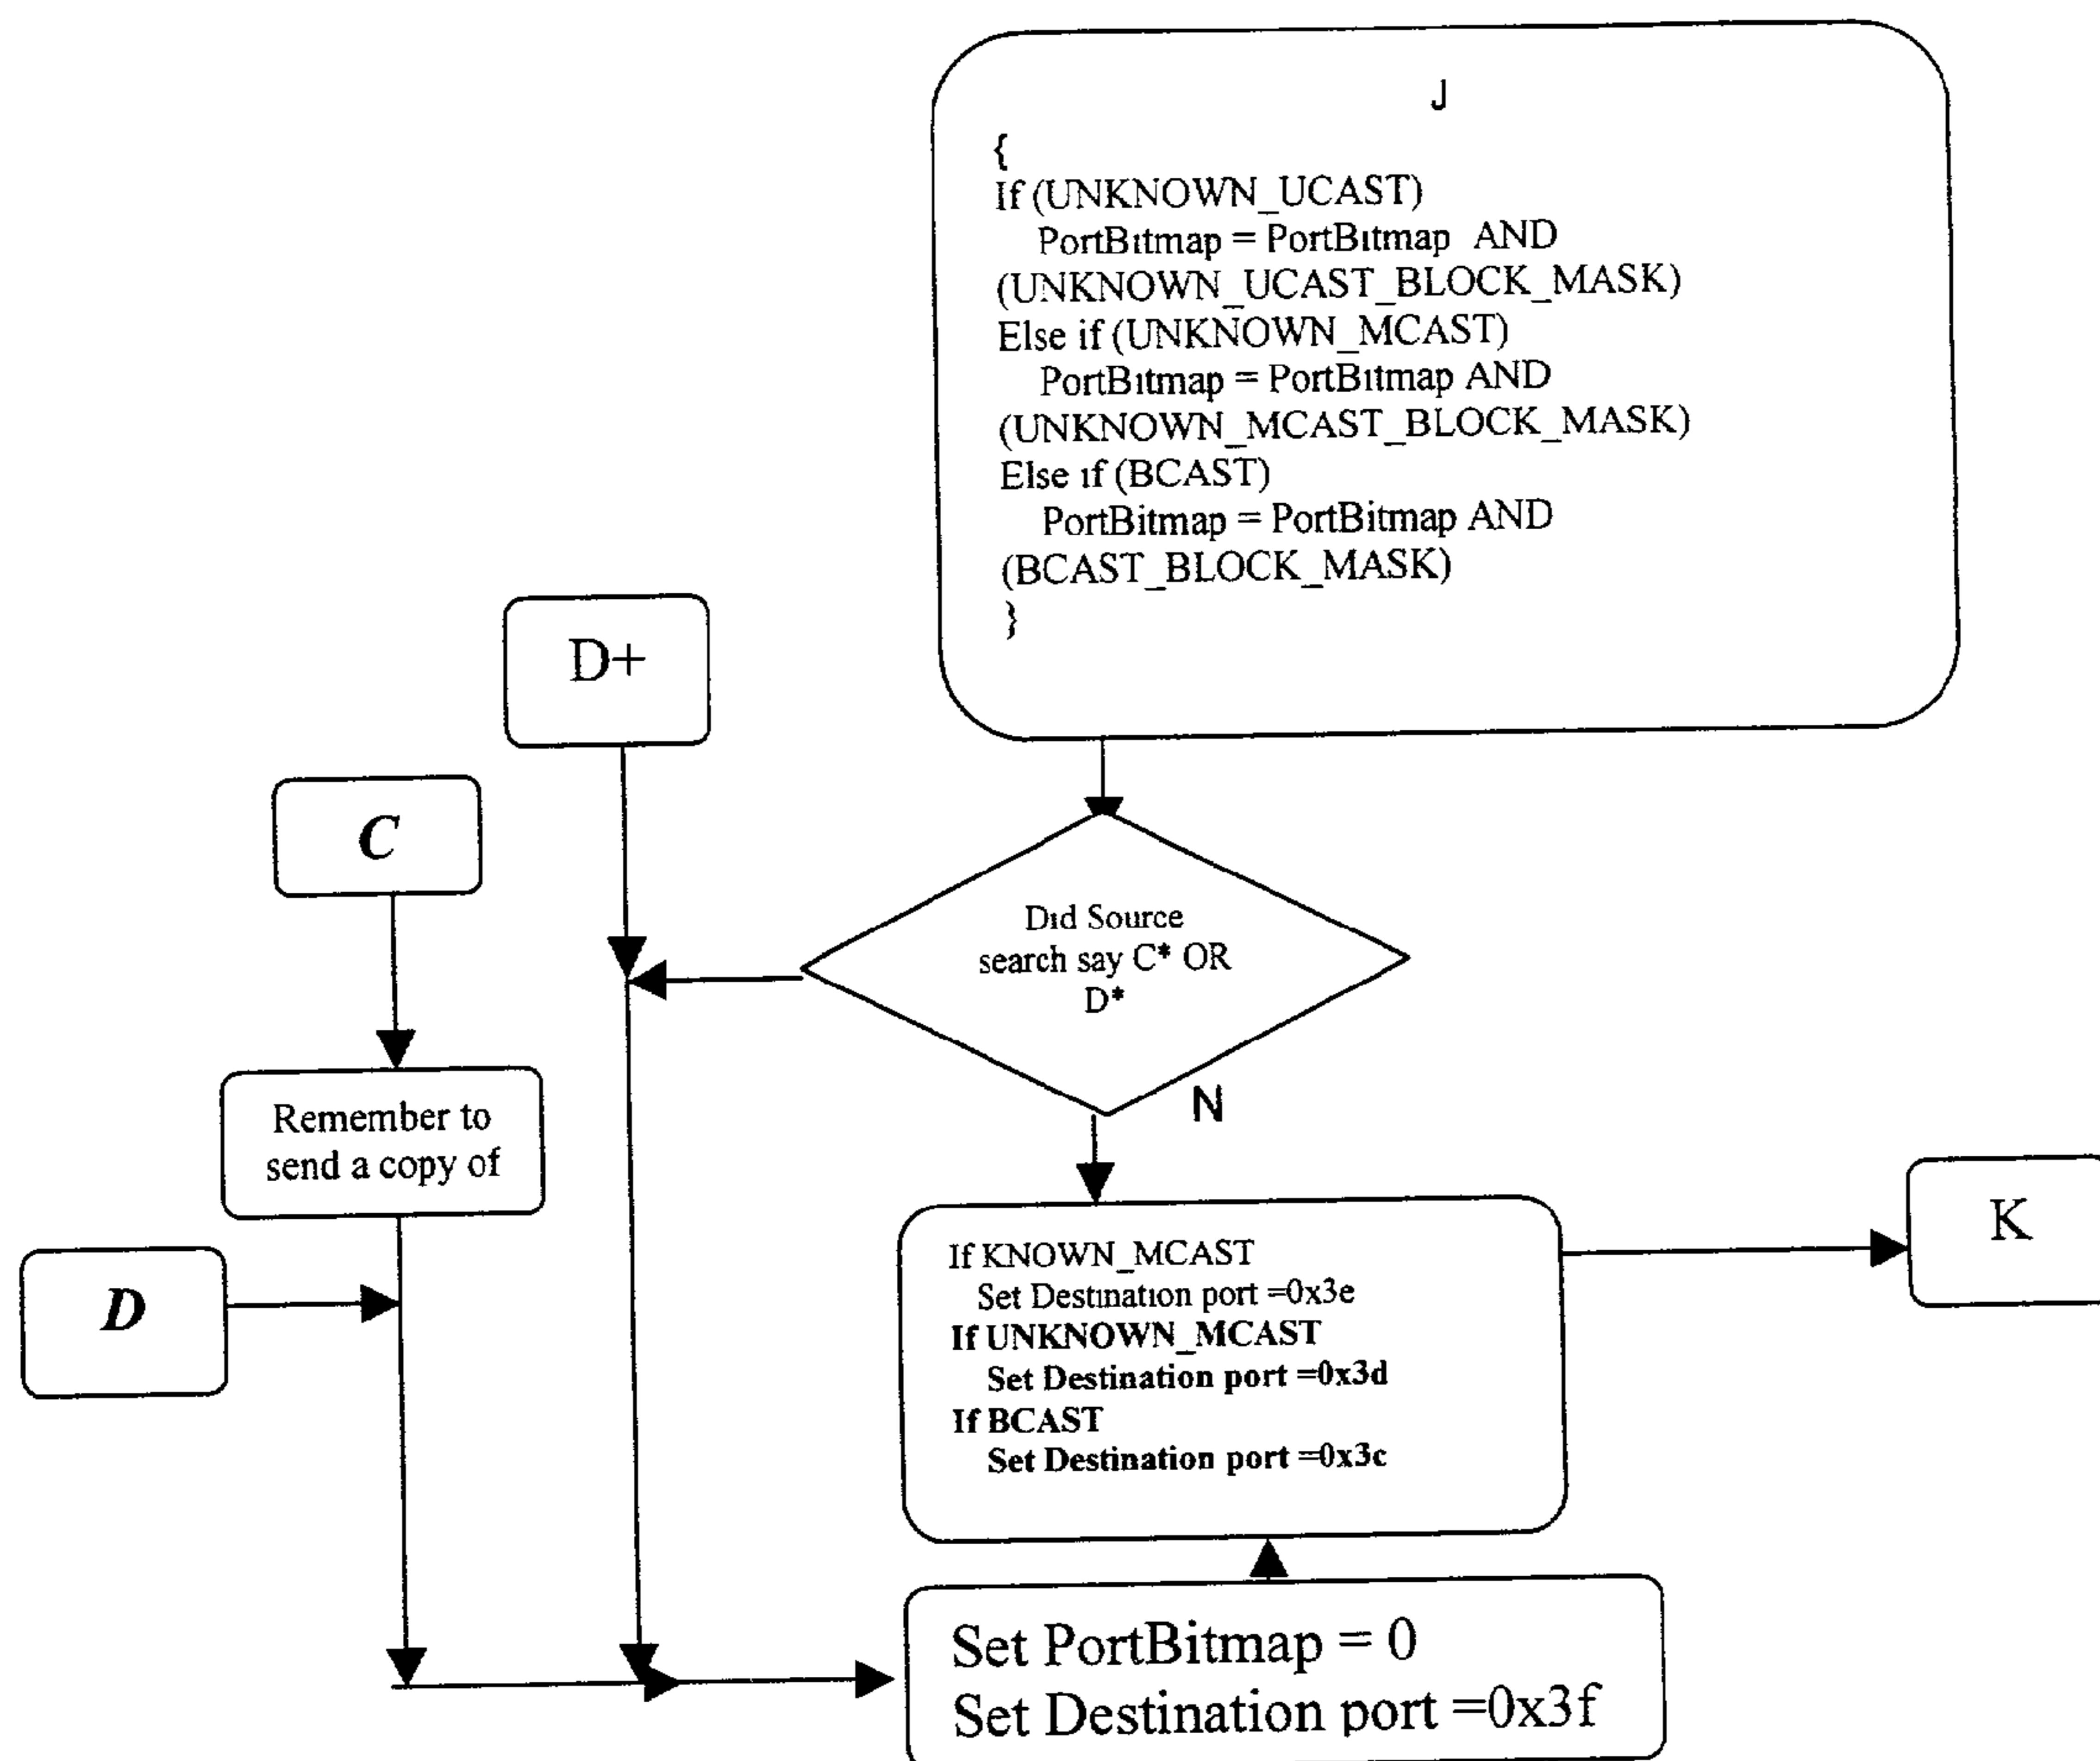 J
{
If (UNKNOWN_UCAST)
PortBitmap = PortBitmap AND
(UNKNOWN_UCAST_BLOCK_MASK)
Else if (UNKNOWN_MCAST)
PortBitmap = PortBitmap AND
(UNKNOWN_MCAST_BLOCK_MASK)
Else if (BCAST)
PortBitmap = PortBitmap AND
(BCAST_BLOCK_MASK)
}
D+
C
Did Source
search say C* OR
D*
N
Remember to
send a copy of
D
If KNOWN_MCAST
Set Destination port =0x3e
If UNKNOWN_MCAST
Set Destination port =0x3d
If BCAST
Set Destination port =0x3c
K
Set PortBitmap = 0
Set Destination port =0x3f